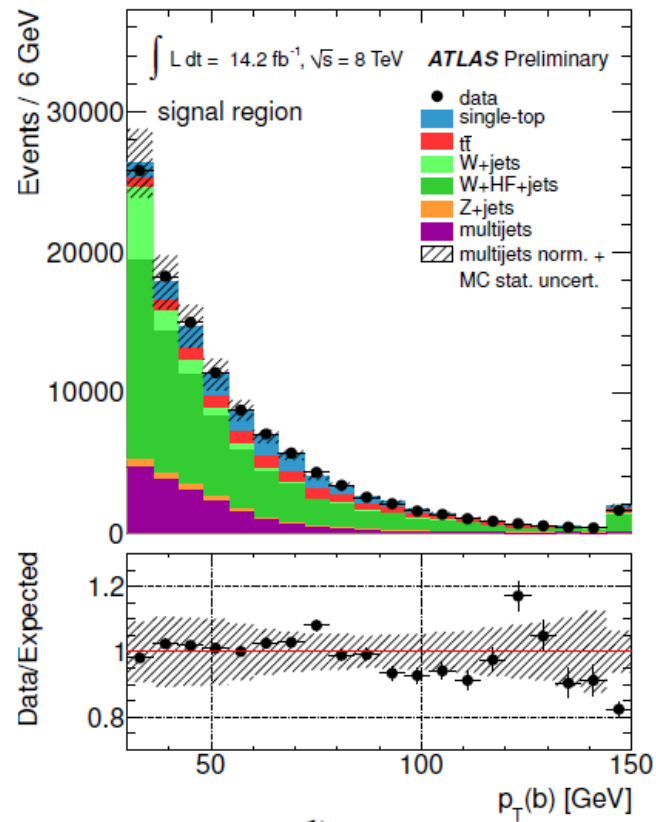 ∫ L dt = 14.2 fb⁻¹, √s = 8 TeV
ATLAS Preliminary
signal region
data
single-top
tt̄
W+jets
W+HF+jets
Z+jets
multijets
multijets norm. +
MC stat. uncert.
Events / 6 GeV
30000
20000
10000
0
Data/Expected
1.2
1
0.8
50
100
150
p_T(b) [GeV]